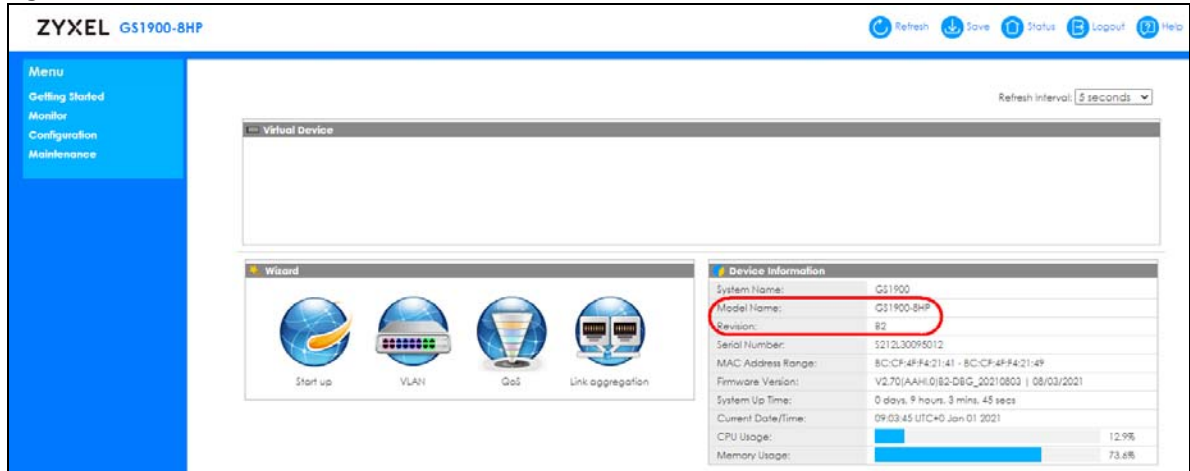 ZYXEL GS1900-8HP
Refresh Save Status Logout Help
Menu
Getting Started
Monitor
Configuration
Maintenance
Refresh interval: 5 seconds
Virtual Device
Wizard
Start up VLAN QoS Link aggregation
Device Information
System Name: GS1900
Model Name: GS1900-8HP
Revision: B2
Serial Number: S212L30095012
MAC Address Range: BC:CF:4F:F4:21:41 - BC:CF:4F:F4:21:49
Firmware Version: V2.70(AAHI.0)B2-DBG_20210803 | 08/03/2021
System Up Time: 0 days, 9 hours, 3 mins, 45 secs
Current Date/Time: 09:03:45 UTC+0 Jan 01 2021
CPU Usage: 12.9%
Memory Usage: 73.6%